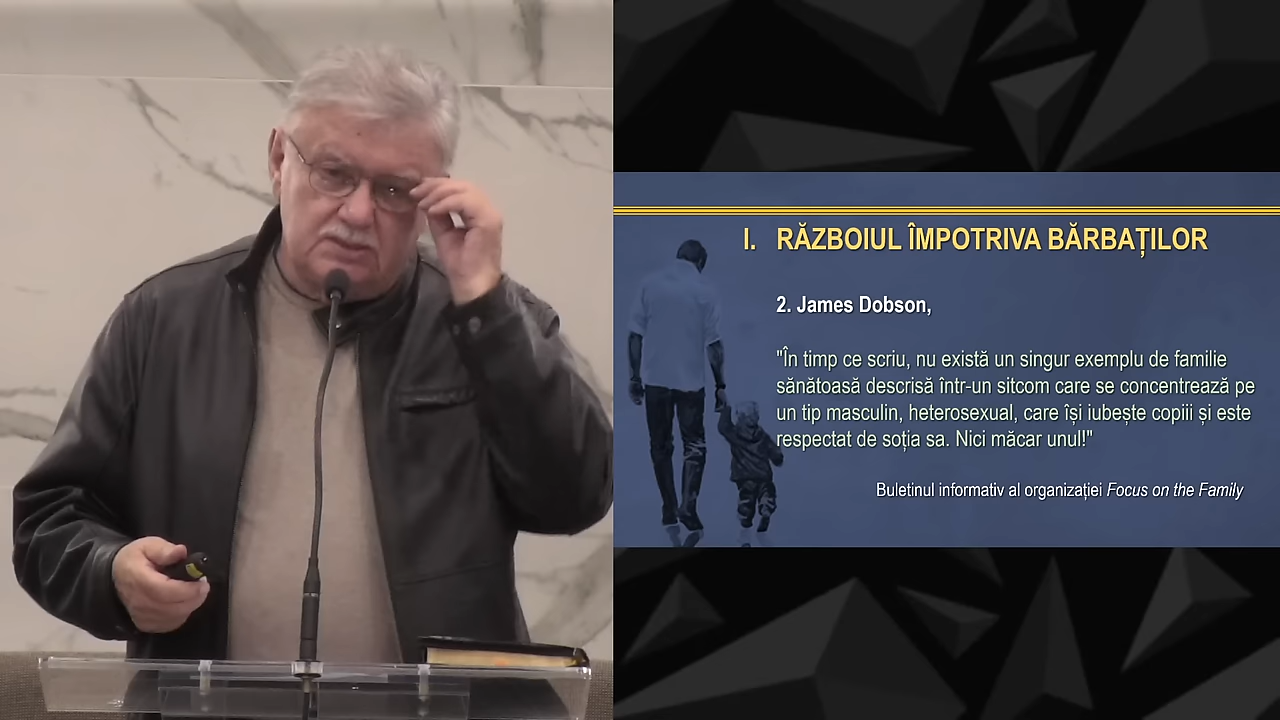 I. RĂZBOIUL ÎMPOTRIVA BĂRBAȚILOR
2. James Dobson,
"În timp ce scriu, nu există un singur exemplu de familie
sănătoasă descrisă într-un sitcom care se concentrează pe
un tip masculin, heterosexual, care își iubește copiii și este
respectat de soția sa. Nici măcar unul!"
Buletinul informativ al organizației Focus on the Family